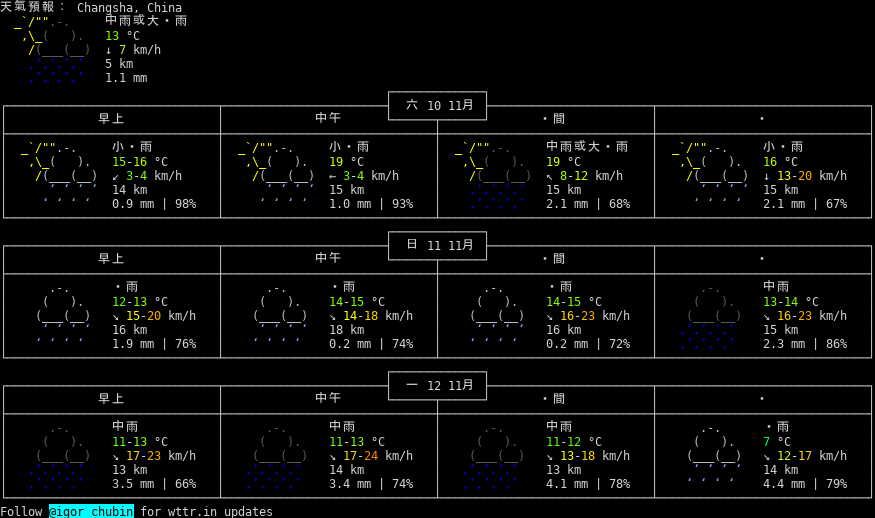 天氣預報： Changsha, China
中雨或大・雨
13 °C
↓ 7 km/h
5 km
1.1 mm
六 10 11月
早上 中午 ・間 ・
小・雨 小・雨 中雨或大・雨 小・雨
15-16 °C 19 °C 19 °C 16 °C
↙ 3-4 km/h ← 3-4 km/h ↖ 8-12 km/h ↓ 13-20 km/h
14 km 15 km 15 km 15 km
0.9 mm | 98% 1.0 mm | 93% 2.1 mm | 68% 2.1 mm | 67%
日 11 11月
早上 中午 ・間 ・
・雨 ・雨 ・雨 中雨
12-13 °C 14-15 °C 14-15 °C 13-14 °C
↘ 15-20 km/h ↘ 14-18 km/h ↘ 16-23 km/h ↘ 16-23 km/h
16 km 18 km 16 km 15 km
1.9 mm | 76% 0.2 mm | 74% 0.2 mm | 72% 2.3 mm | 86%
一 12 11月
早上 中午 ・間 ・
中雨 中雨 中雨 ・雨
11-13 °C 11-13 °C 11-12 °C 7 °C
↘ 17-23 km/h ↘ 17-24 km/h ↘ 13-18 km/h ↘ 12-17 km/h
13 km 14 km 13 km 14 km
3.5 mm | 66% 3.4 mm | 74% 4.1 mm | 78% 4.4 mm | 79%
Follow @igor_chubin for wttr.in updates